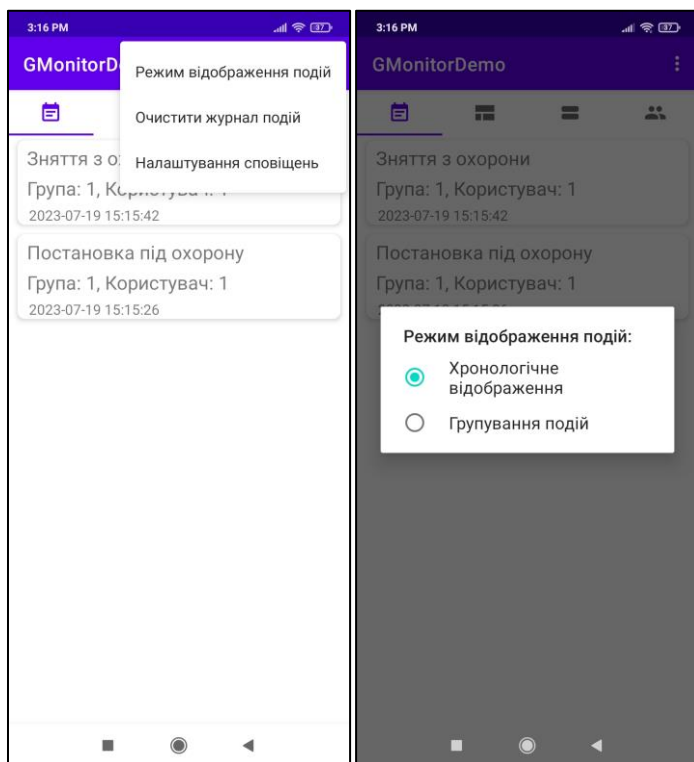 3:16 PM
37
GMonitorD
Режим відображення подій
Очистити журнал подій
Налаштування сповіщень
Зняття з о
Група: 1,
2023-07-19 15:15:42
Постановка під охорону
Група: 1, Користувач: 1
2023-07-19 15:15:26
3:16 PM
37
GMonitorDemo
Зняття з охорони
Група: 1, Користувач: 1
2023-07-19 15:15:42
Постановка під охорону
Група: 1, Користувач: 1
Режим відображення подій:
Хронологічне
відображення
Групування подій